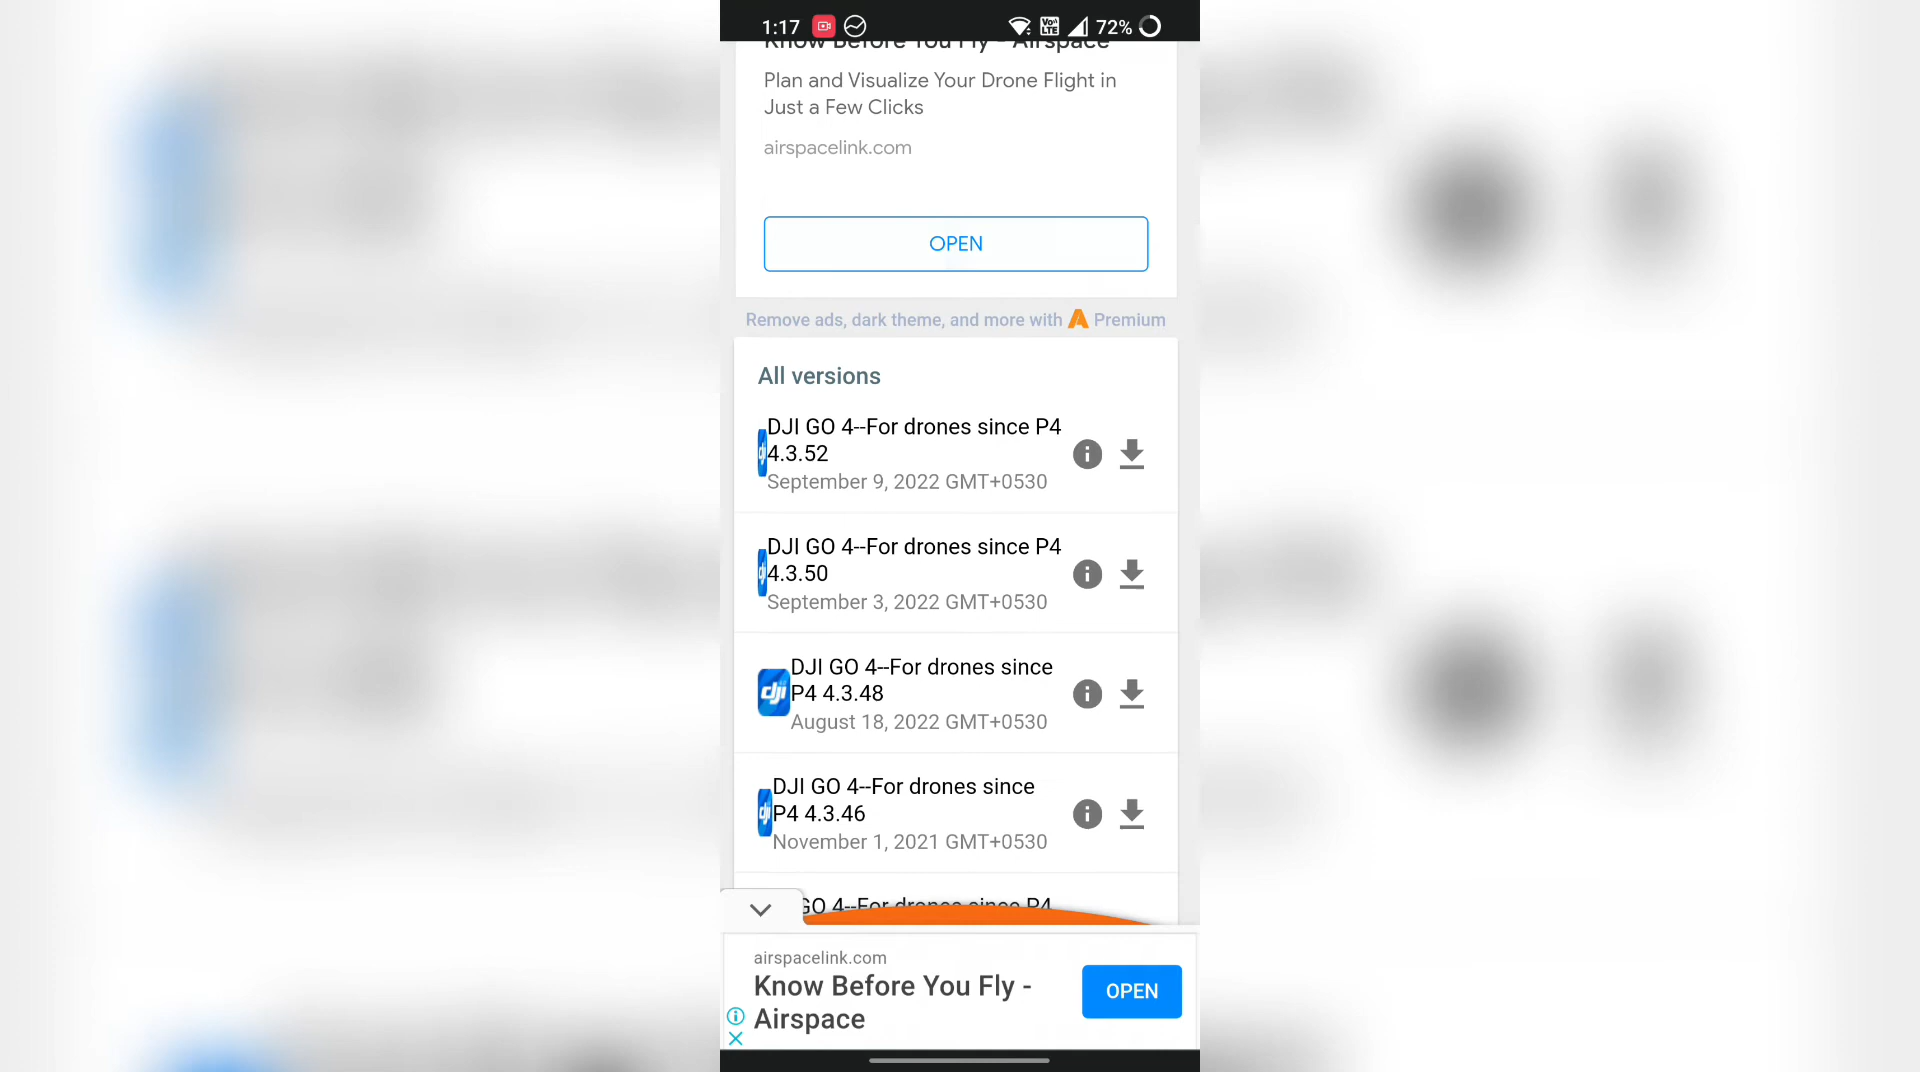 1:17
Vo)) LTE
72%
Know Before You Fly - Airspace
Plan and Visualize Your Drone Flight in
Just a Few Clicks
airspacelink.com
OPEN
Remove ads, dark theme, and more with Premium
All versions
DJI GO 4--For drones since P4
4.3.52
September 9, 2022 GMT+0530
DJI GO 4--For drones since P4
4.3.50
September 3, 2022 GMT+0530
dji
DJI GO 4--For drones since
P4 4.3.48
August 18, 2022 GMT+0530
DJI GO 4--For drones since
P4 4.3.46
November 1, 2021 GMT+0530
GO 4--For drones since P4
airspacelink.com
Know Before You Fly -
Airspace
OPEN